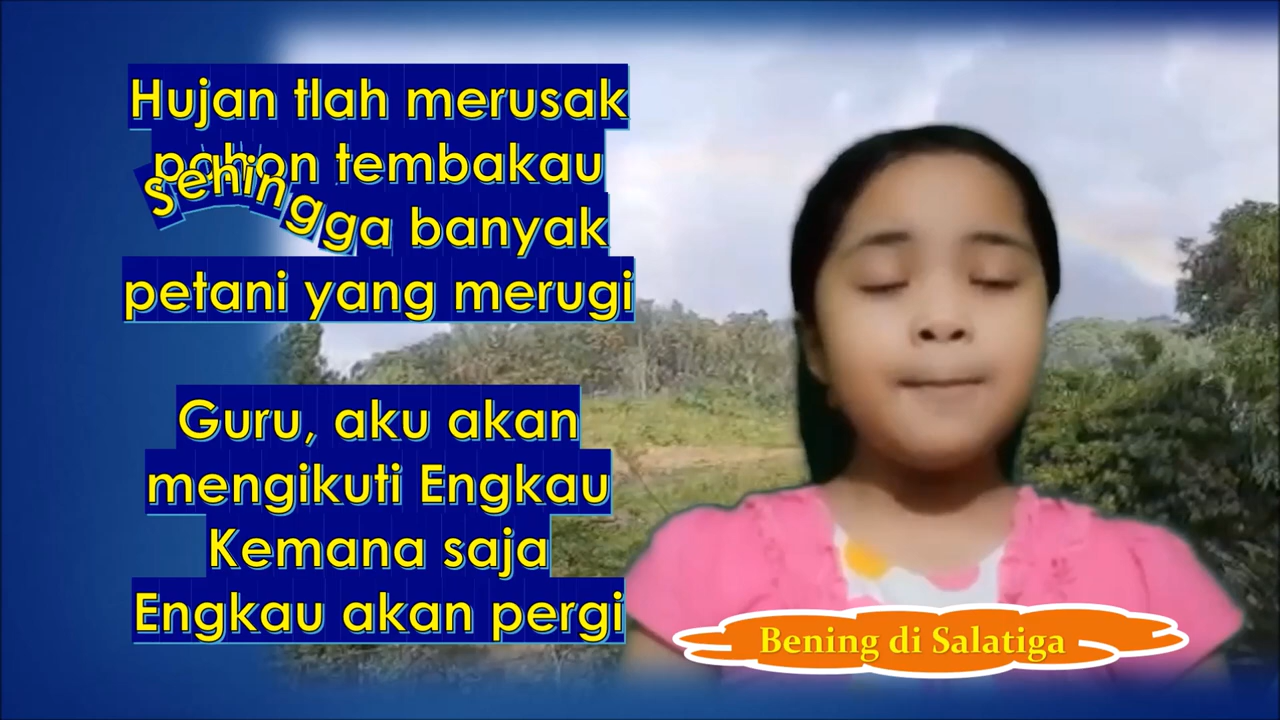 Hujan tlah merusak
pohon tembakau
sehingga banyak
petani yang merugi
Guru, aku akan
mengikuti Engkau
Kemana saja
Engkau akan pergi
Bening di Salatiga